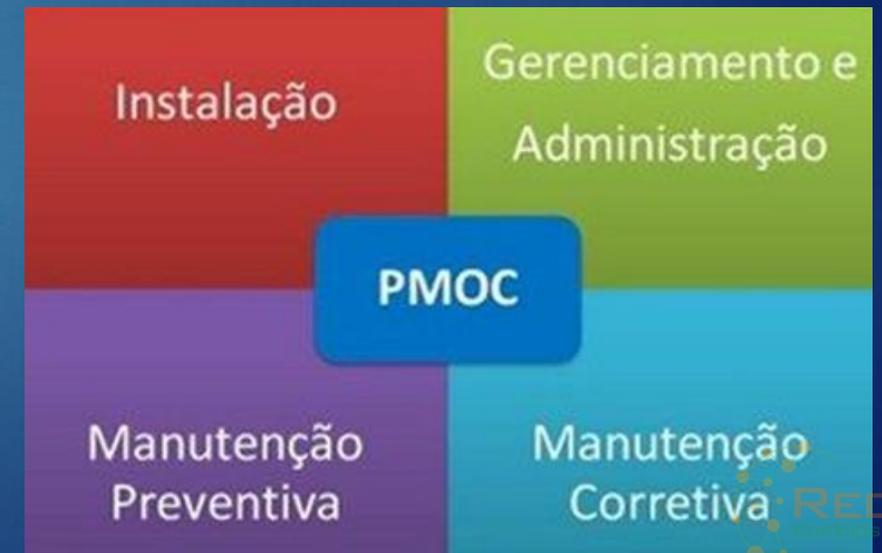 Instalação
Gerenciamento e
Administração
PMOC
Manutenção
Preventiva
Manutenção
Corretiva